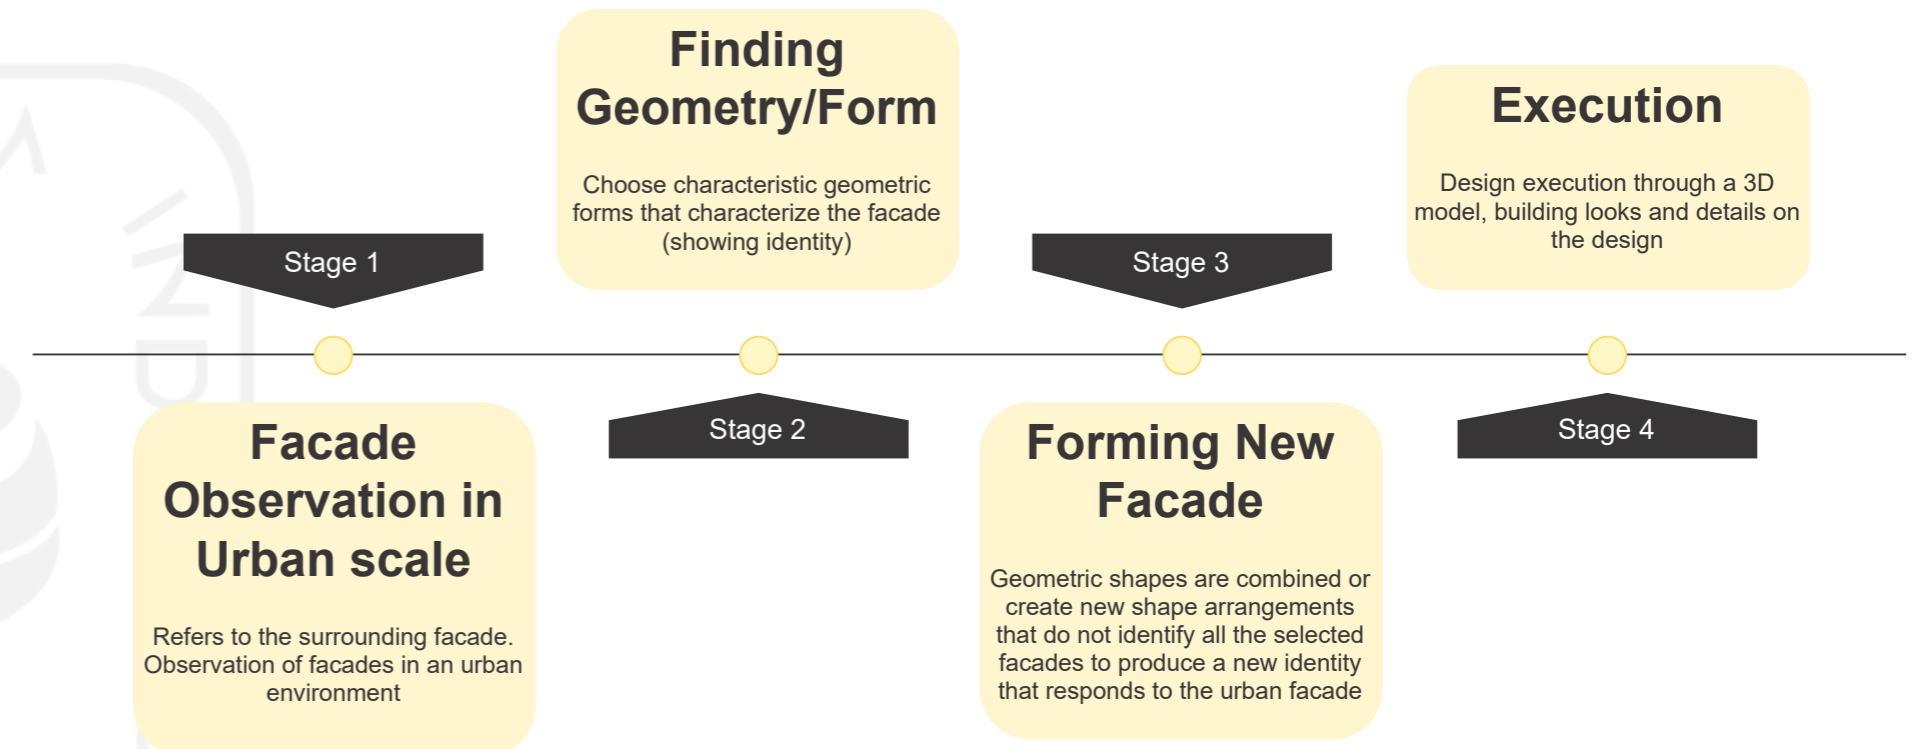 Stage 1
Facade
Observation in
Urban scale
Refers to the surrounding facade.
Observation of facades in an urban
environment
Finding
Geometry/Form
Choose characteristic geometric
forms that characterize the facade
(showing identity)
Stage 2
Stage 3
Forming New
Facade
Geometric shapes are combined or
create new shape arrangements
that do not identify all the selected
facades to produce a new identity
that responds to the urban facade
Execution
Design execution through a 3D
model, building looks and details on
the design
Stage 4